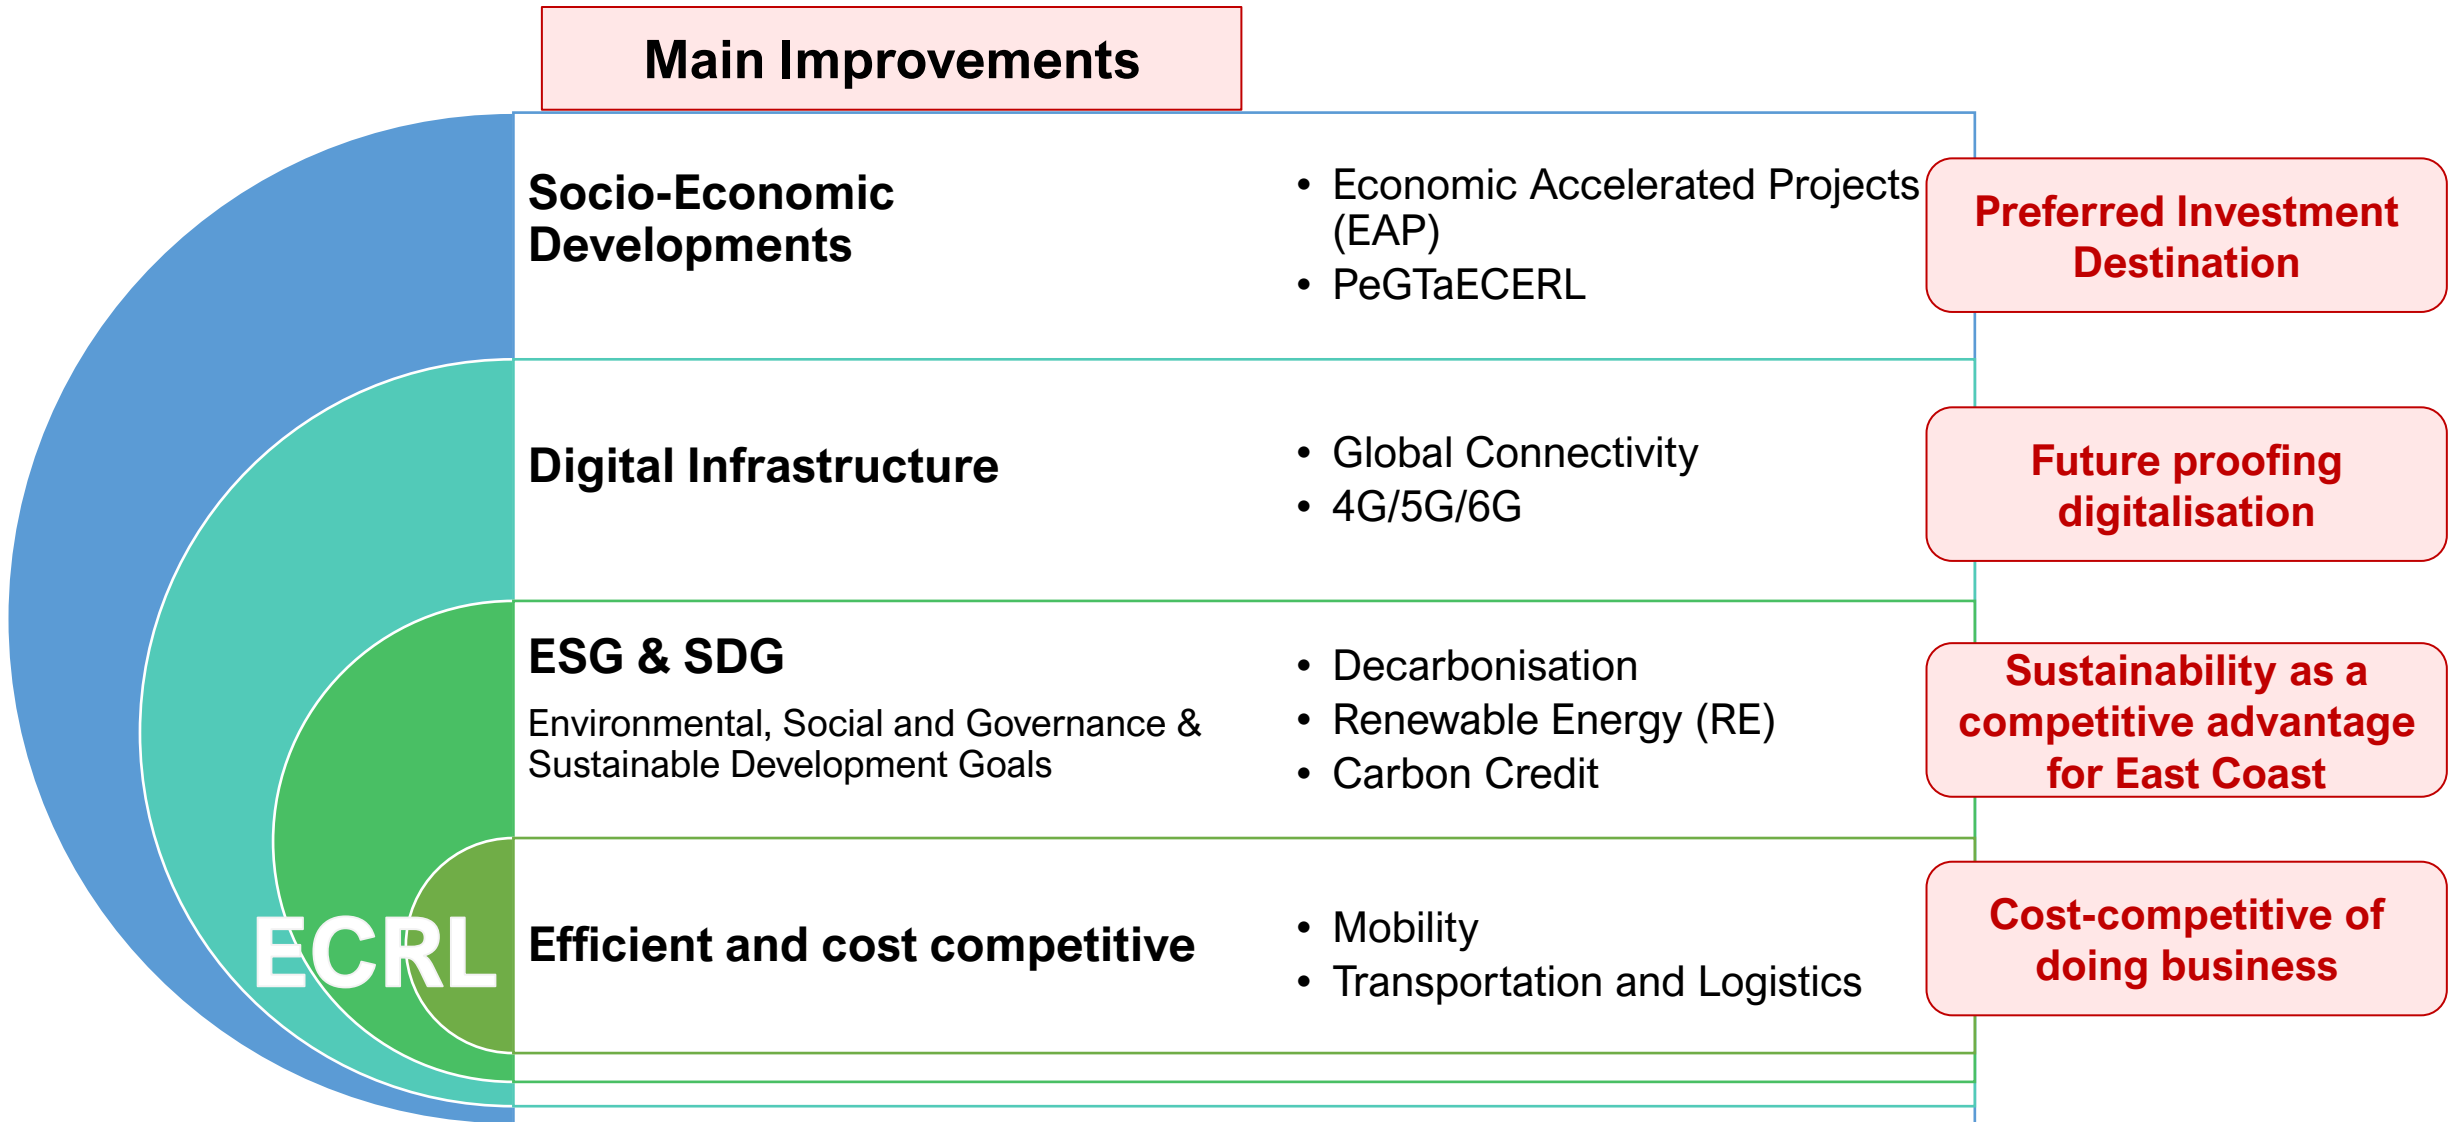 Main Improvements
Socio-Economic
Developments
• Economic Accelerated Projects
(EAP)
• PeGTaECERL
Preferred Investment
Destination
Digital Infrastructure
• Global Connectivity
• 4G/5G/6G
Future proofing
digitalisation
ESG & SDG
Environmental, Social and Governance &
Sustainable Development Goals
• Decarbonisation
• Renewable Energy (RE)
• Carbon Credit
Sustainability as a
competitive advantage
for East Coast
ECRL
Efficient and cost competitive
• Mobility
• Transportation and Logistics
Cost-competitive of
doing business